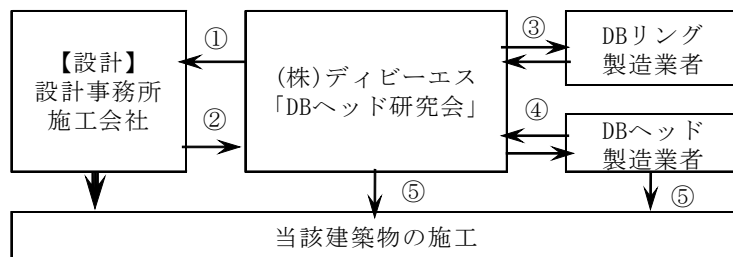 【設計】
設計事務所
施工会社
①
②
(株)ディビーエス
「DBヘッド研究会」
③
④
DBリング
製造業者
DBヘッド
製造業者
⑤
⑤
当該建築物の施工